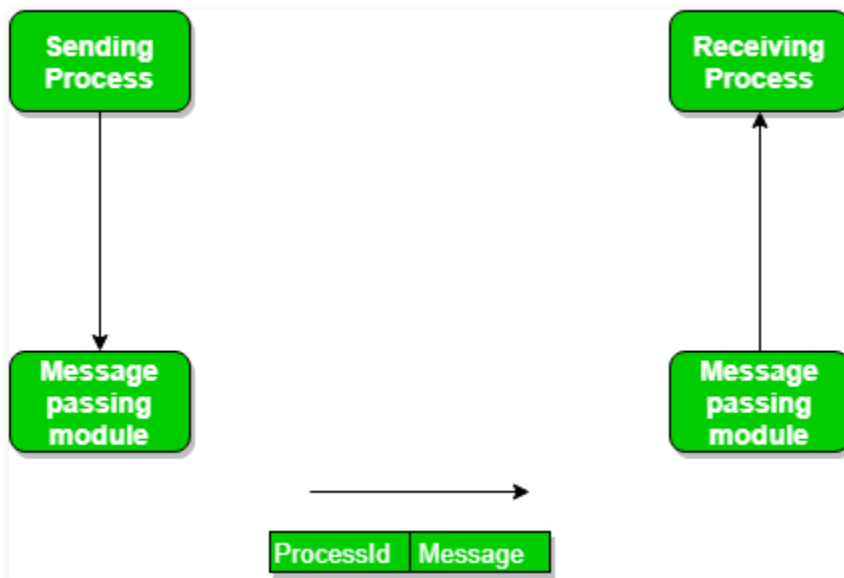 Sending
Process
Receiving
Process
Message
passing
module
Message
passing
module
ProcessId
Message